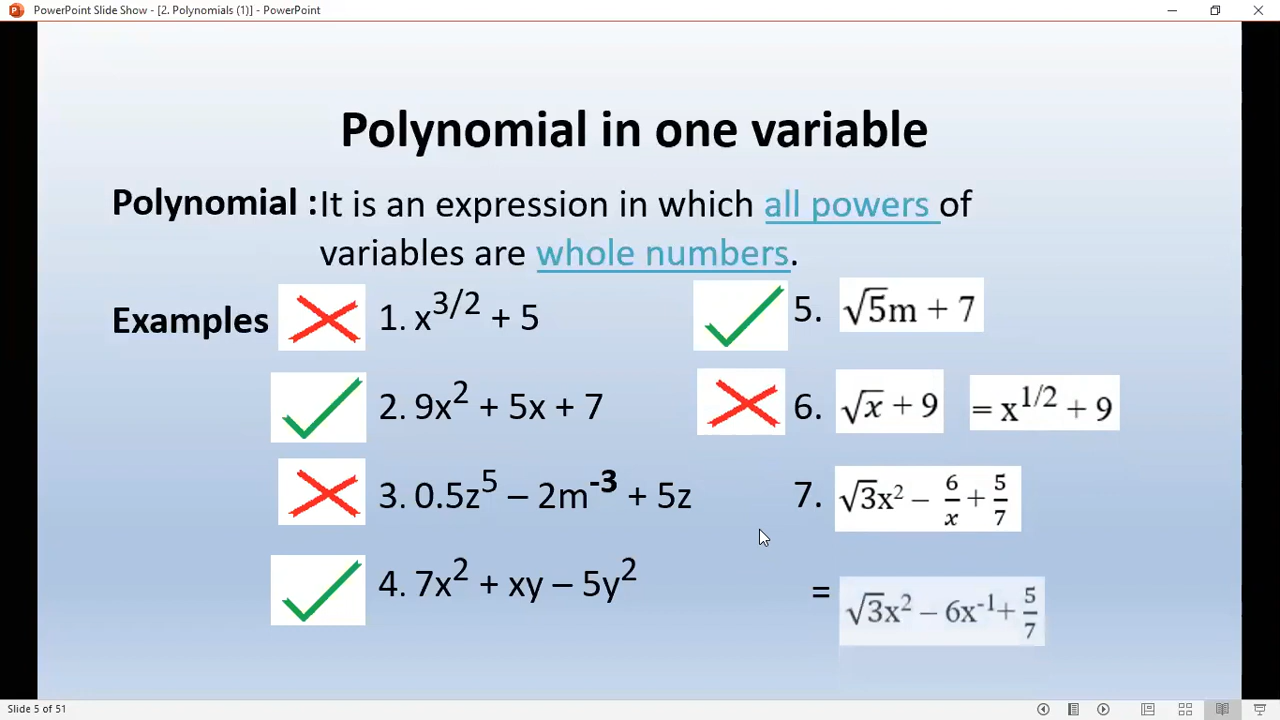 PowerPoint Slide Show - [2. Polynomials (1)] - PowerPoint
Polynomial in one variable
Polynomial : It is an expression in which all powers of
variables are whole numbers.
Examples
1. x^{3/2} + 5
2. 9x² + 5x + 7
3. 0.5z⁵ – 2m⁻³ + 5z
4. 7x² + xy – 5y²
5. √5m + 7
6. √x + 9 = x^{1/2} + 9
7. √3x² – 6/x + 5/7
= √3x² – 6x⁻¹ + 5/7
Slide 5 of 51